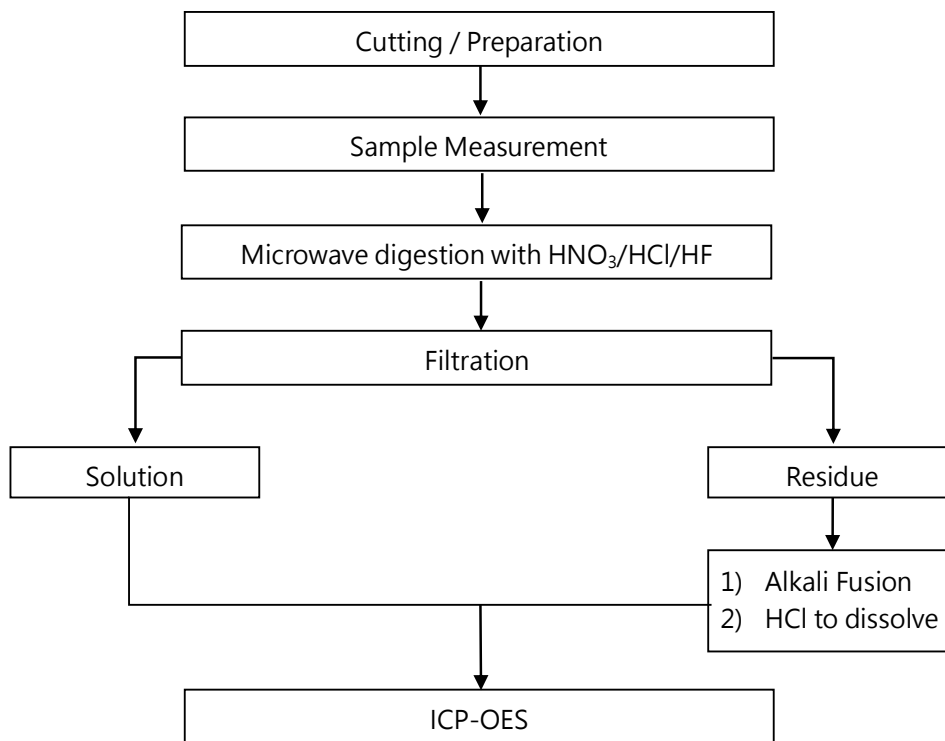 Cutting / Preparation
Sample Measurement
Microwave digestion with HNO₃/HCl/HF
Filtration
Solution
Residue
1) Alkali Fusion
2) HCl to dissolve
ICP-OES